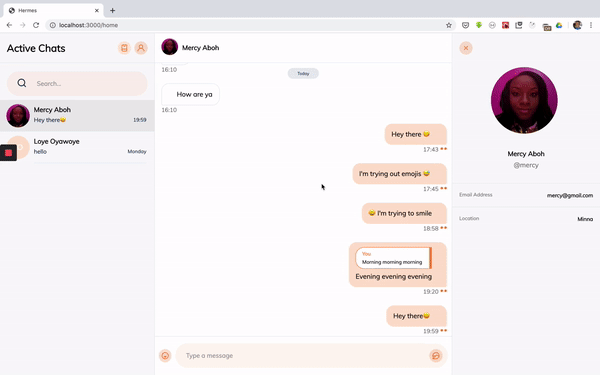 Hermes
localhost:3000/home
Active Chats
Search...
Mercy Aboh
Hey there😄
19:59
Loye Oyawoye
hello
Monday
Mercy Aboh
16:10
Today
How are ya
16:10
Hey there 😄
17:43
I'm trying out emojis 😅
17:45
😄 I'm trying to smile
18:58
You
Morning morning morning
Evening evening evening
19:20
Hey there😄
19:59
Type a message
Mercy Aboh
@mercy
Email Address
mercy@gmail.com
Location
Minna